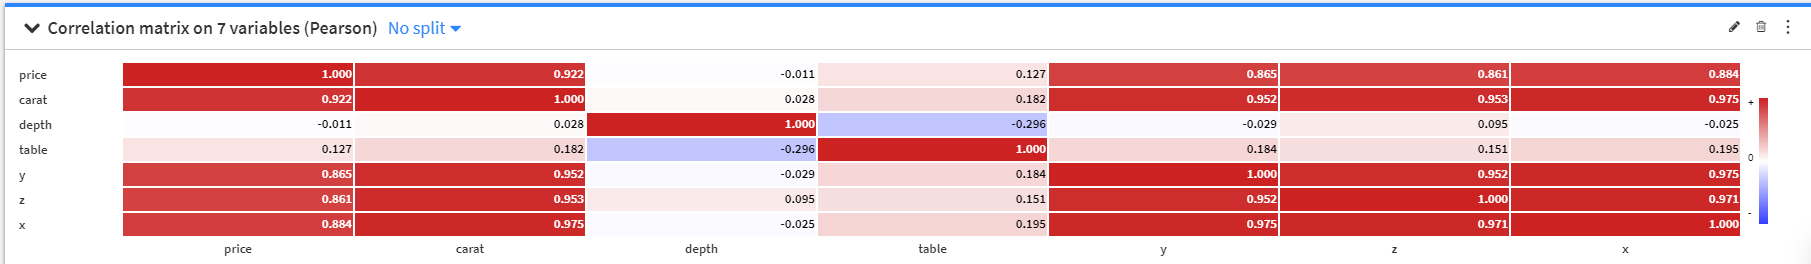 Correlation matrix on 7 variables (Pearson) No split
price 1.000 0.922 -0.011 0.127 0.865 0.861 0.884
carat 0.922 1.000 0.028 0.182 0.952 0.953 0.975
depth -0.011 0.028 1.000 -0.296 -0.029 0.095 -0.025
table 0.127 0.182 -0.296 1.000 0.184 0.151 0.195
y 0.865 0.952 -0.029 0.184 1.000 0.952 0.975
z 0.861 0.953 0.095 0.151 0.952 1.000 0.971
x 0.884 0.975 -0.025 0.195 0.975 0.971 1.000
price carat depth table y z x
+
0
-